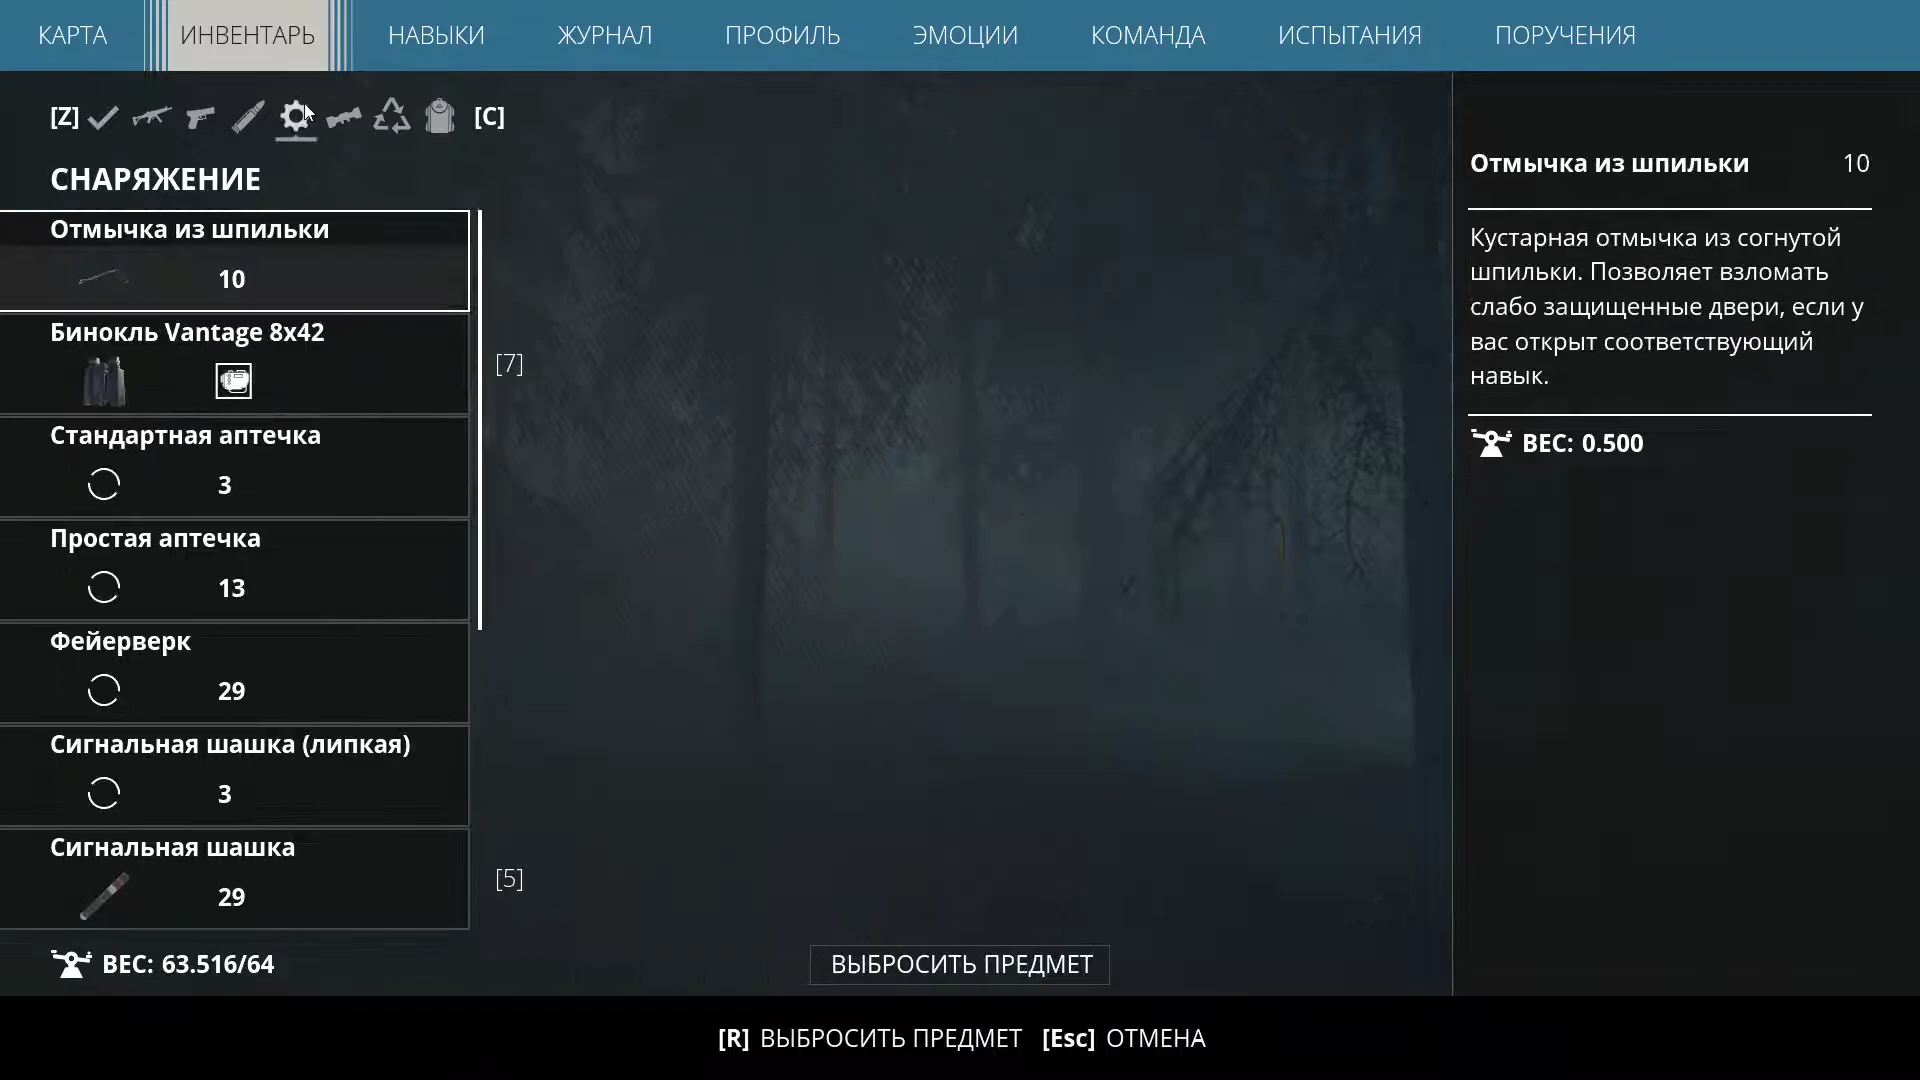 КАРТА ИНВЕНТАРЬ НАВЫКИ ЖУРНАЛ ПРОФИЛЬ ЭМОЦИИ КОМАНДА ИСПЫТАНИЯ ПОРУЧЕНИЯ
[Z] [C]
СНАРЯЖЕНИЕ
Отмычка из шпильки
10
Бинокль Vantage 8x42
[7]
Стандартная аптечка
3
Простая аптечка
13
Фейерверк
29
Сигнальная шашка (липкая)
3
Сигнальная шашка
[5]
29
ВЕС: 63.516/64
ВЫБРОСИТЬ ПРЕДМЕТ
Отмычка из шпильки 10
Кустарная отмычка из согнутой
шпильки. Позволяет взломать
слабо защищенные двери, если у
вас открыт соответствующий
навык.
ВЕС: 0.500
[R] ВЫБРОСИТЬ ПРЕДМЕТ [Esc] ОТМЕНА